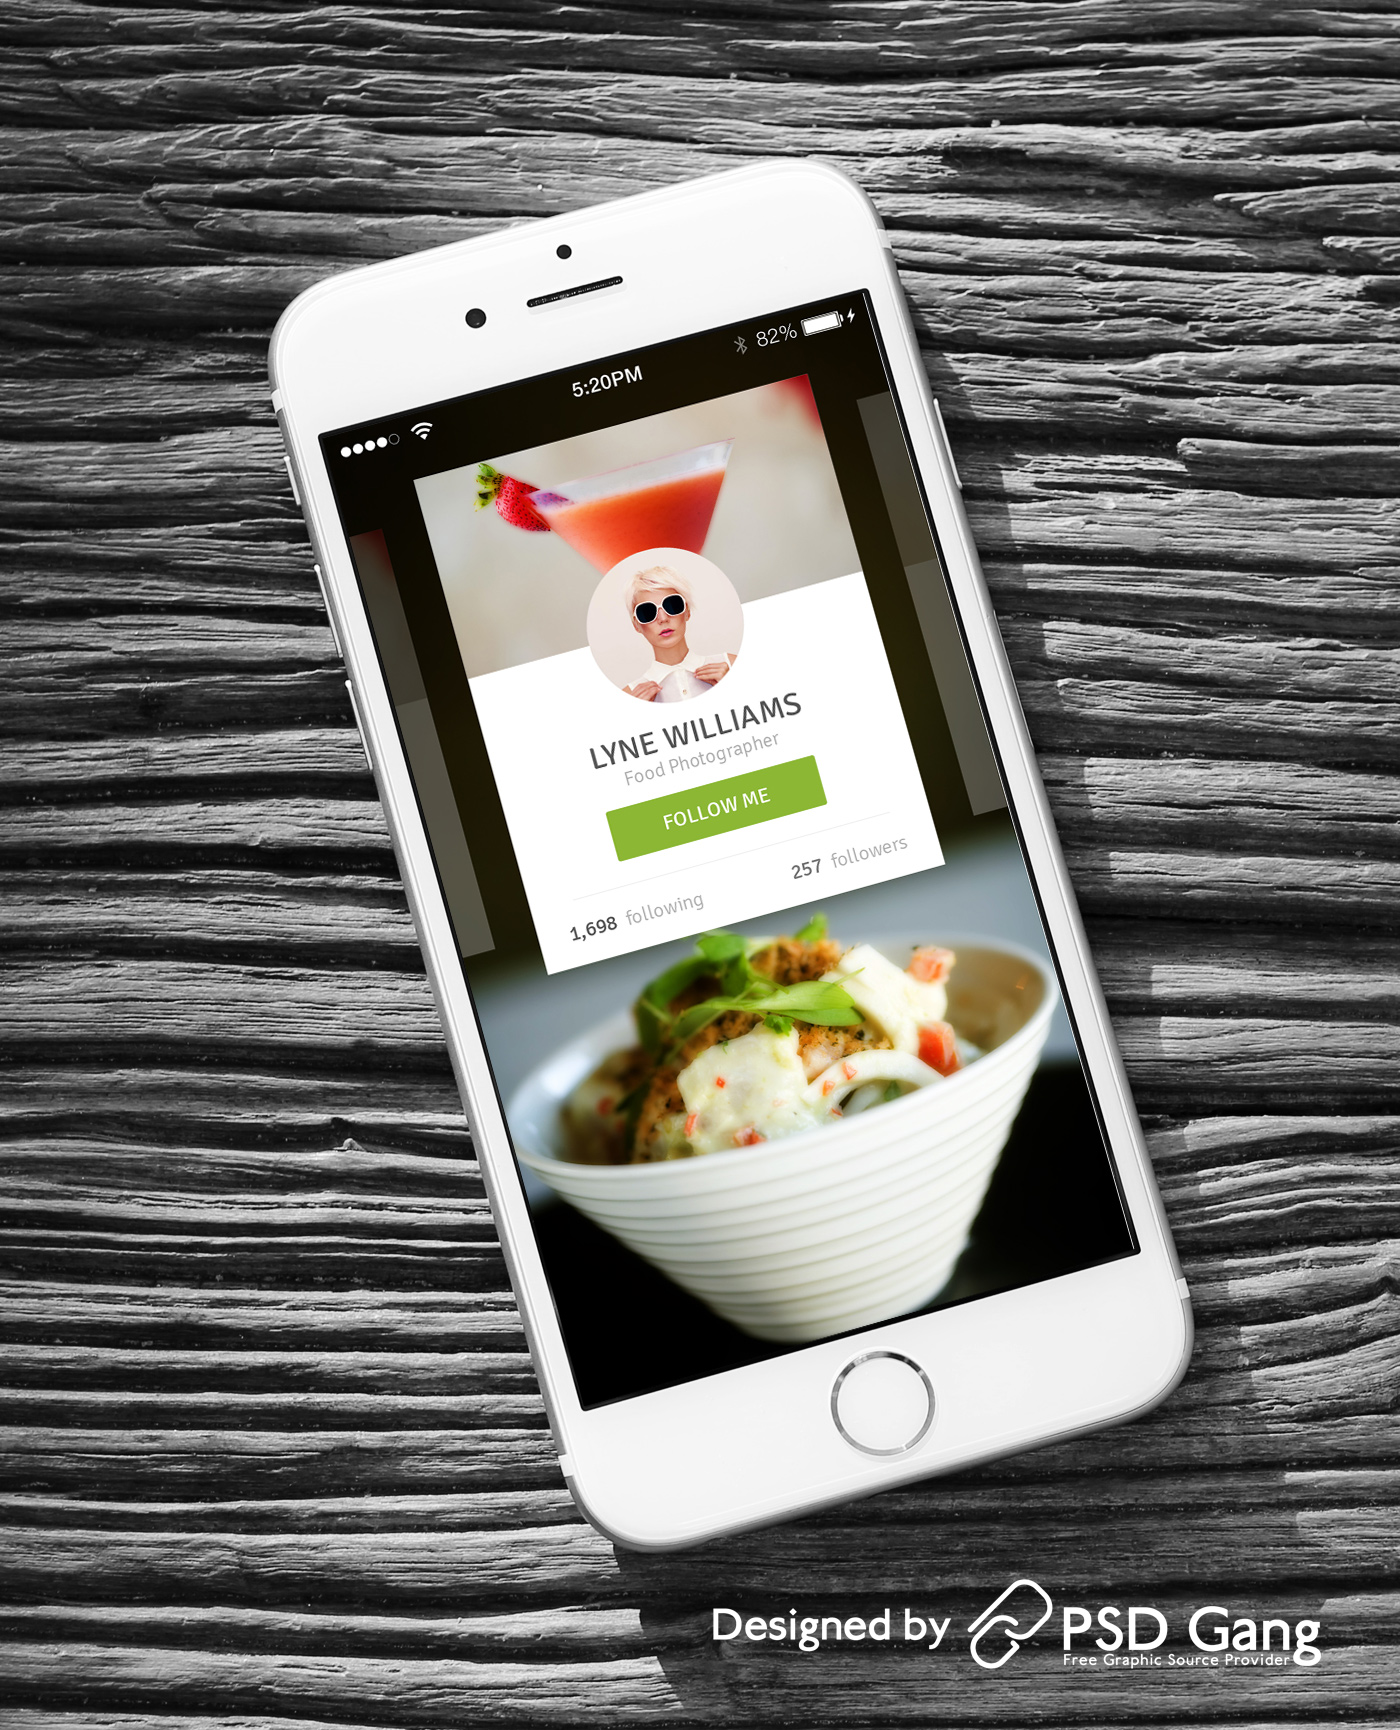 5:20PM
82%
LYNE WILLIAMS
Food Photographer
FOLLOW ME
1,698 following
257 followers
Designed by PSD Gang
Free Graphic Source Provider